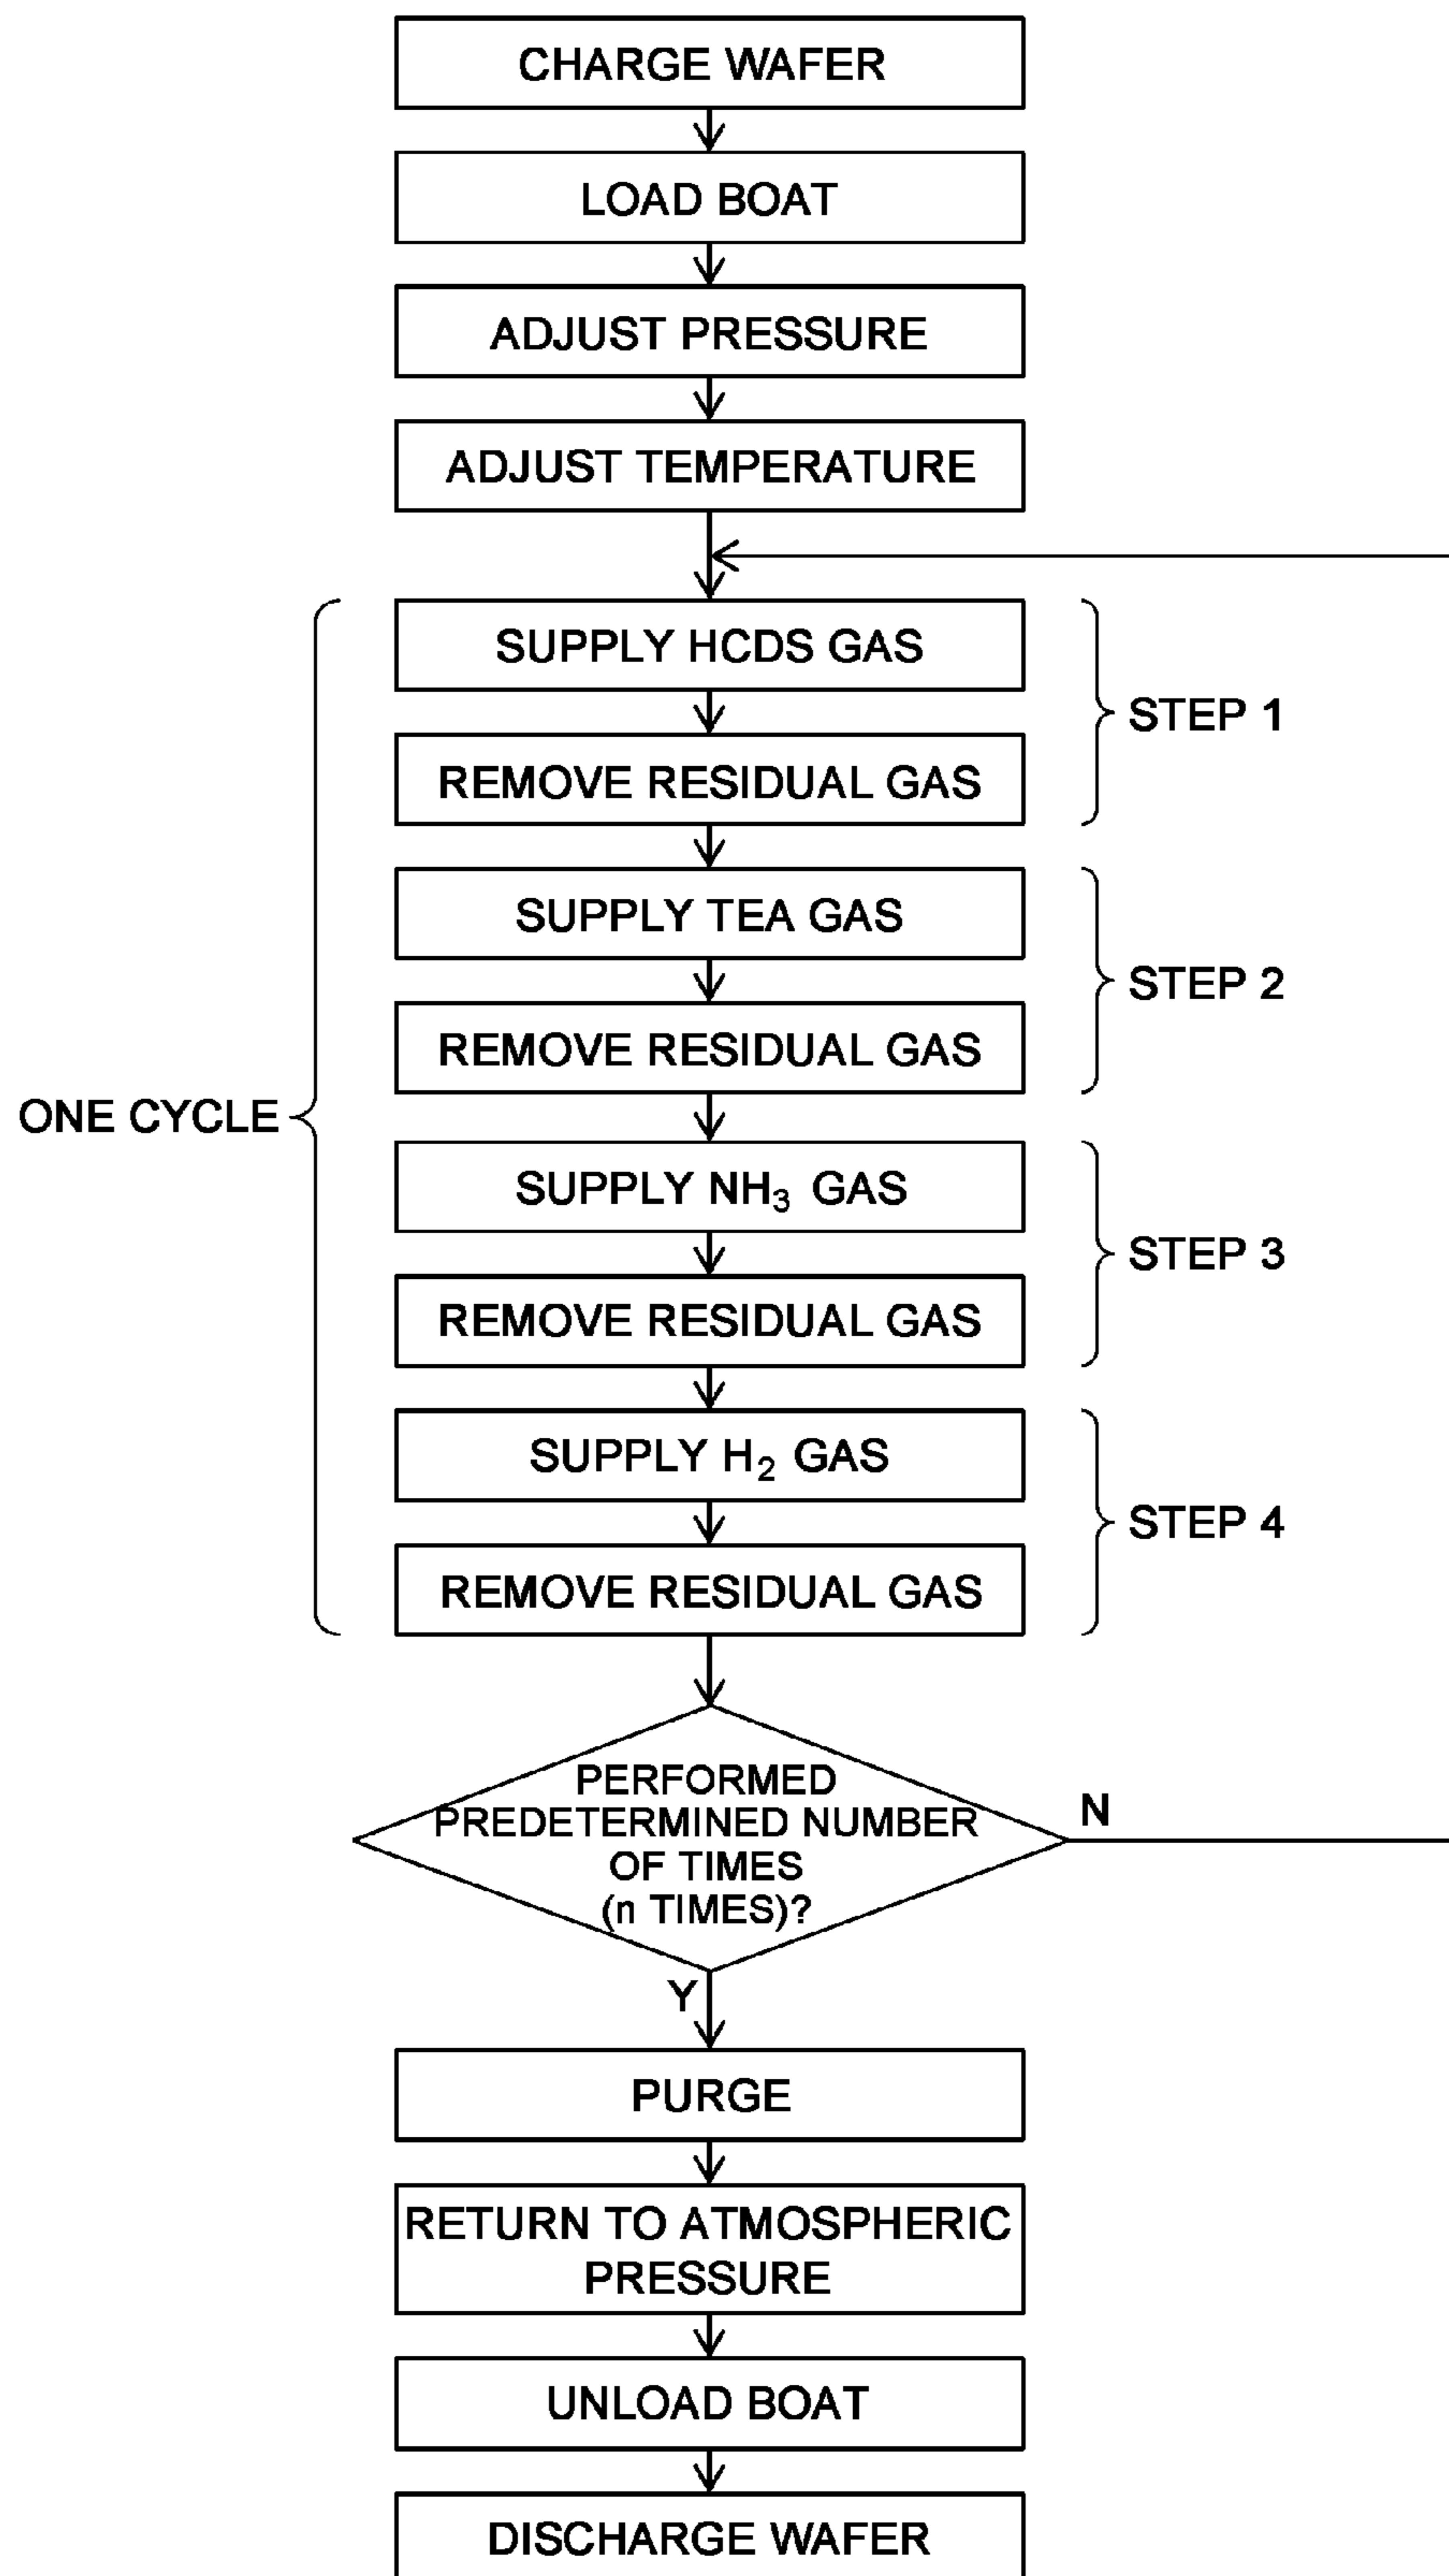 CHARGE WAFER
LOAD BOAT
ADJUST PRESSURE
ADJUST TEMPERATURE
SUPPLY HCDS GAS
STEP 1
REMOVE RESIDUAL GAS
SUPPLY TEA GAS
STEP 2
REMOVE RESIDUAL GAS
ONE CYCLE
SUPPLY NH₃ GAS
STEP 3
REMOVE RESIDUAL GAS
SUPPLY H₂ GAS
STEP 4
REMOVE RESIDUAL GAS
PERFORMED
PREDETERMINED NUMBER
OF TIMES
(n TIMES)?
N
Y
PURGE
RETURN TO ATMOSPHERIC
PRESSURE
UNLOAD BOAT
DISCHARGE WAFER